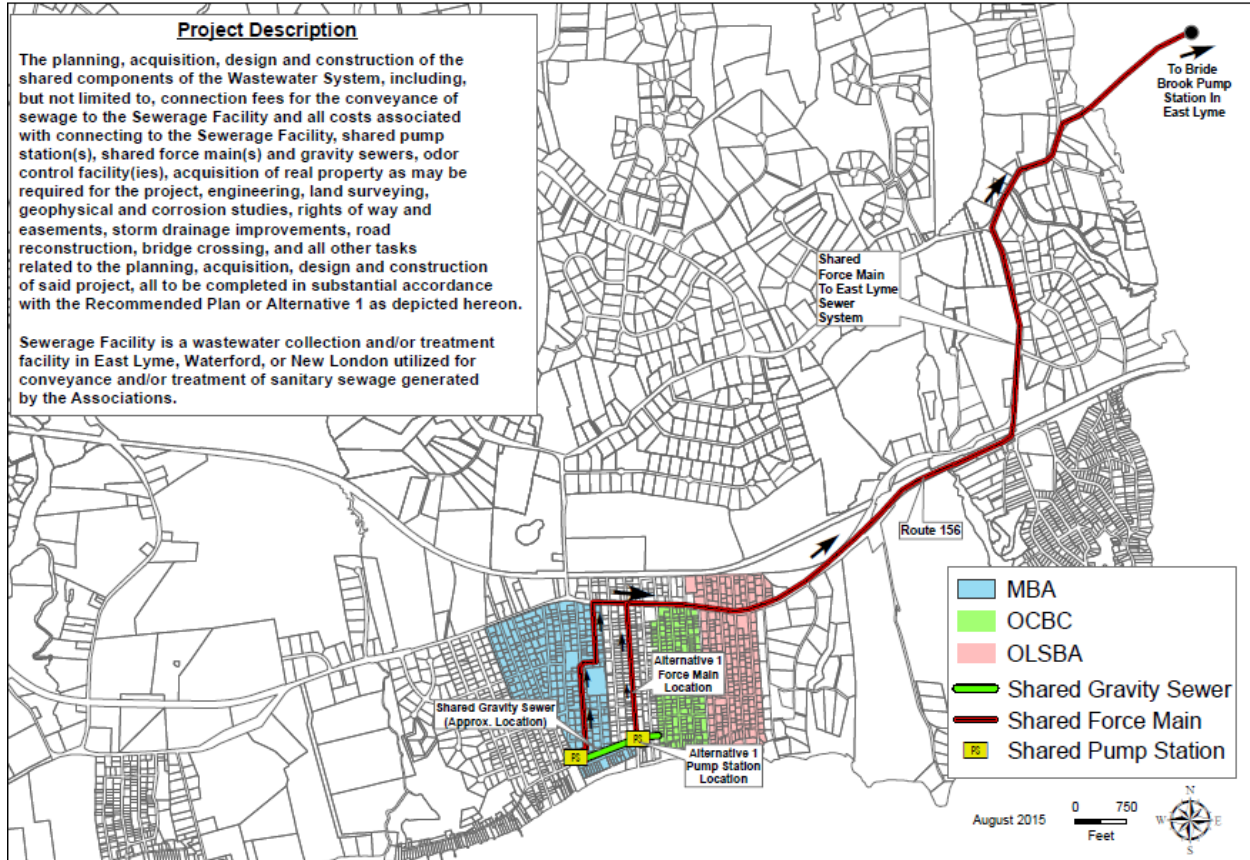 Project Description
The planning, acquisition, design and construction of the
shared components of the Wastewater System, including,
but not limited to, connection fees for the conveyance of
sewage to the Sewerage Facility and all costs associated
with connecting to the Sewerage Facility, shared pump
station(s), shared force main(s) and gravity sewers, odor
control facility(ies), acquisition of real property as may be
required for the project, engineering, land surveying,
geophysical and corrosion studies, rights of way and
easements, storm drainage improvements, road
reconstruction, bridge crossing, and all other tasks
related to the planning, acquisition, design and construction
of said project, all to be completed in substantial accordance
with the Recommended Plan or Alternative 1 as depicted hereon.
Sewerage Facility is a wastewater collection and/or treatment
facility in East Lyme, Waterford, or New London utilized for
conveyance and/or treatment of sanitary sewage generated
by the Associations.
To Bride
Brook Pump
Station In
East Lyme
Shared
Force Main
To East Lyme
Sewer
System
Route 156
Alternative 1
Force Main
Location
Shared Gravity Sewer
(Approx. Location)
PS
PS
Alternative 1
Pump Station
Location
MBA
OCBC
OLSBA
Shared Gravity Sewer
Shared Force Main
PS Shared Pump Station
August 2015
0 750
Feet
N
W E
S